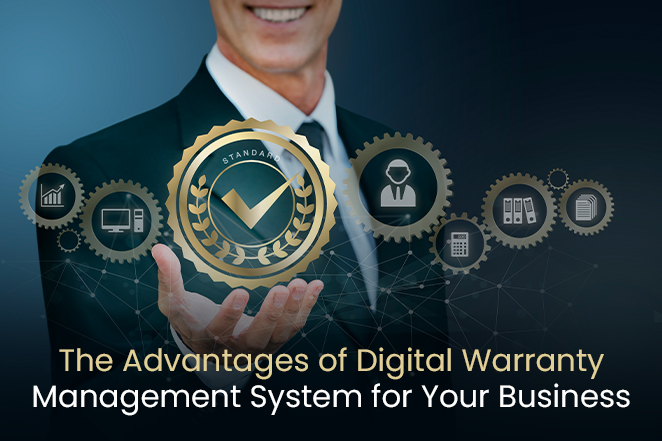 STANDARD
The Advantages of Digital Warranty
Management System for Your Business